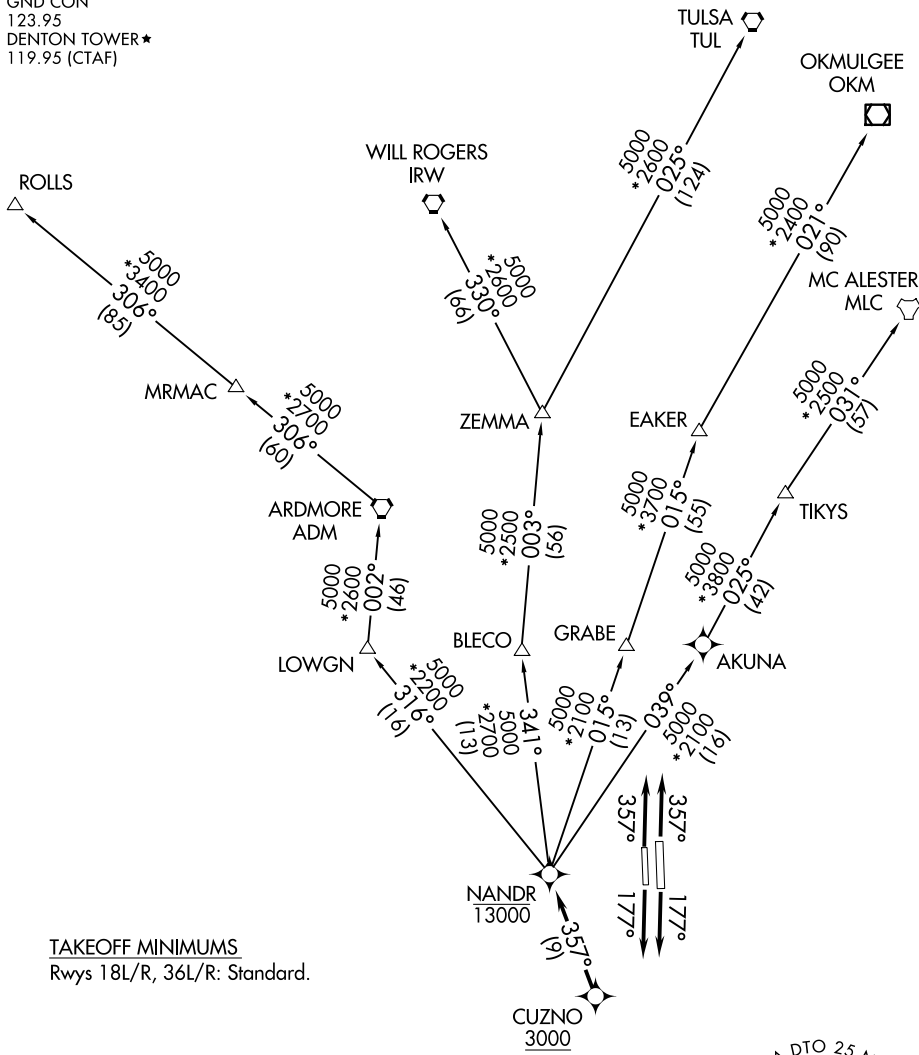 GND CON
123.95
DENTON TOWER★
119.95 (CTAF)
TULSA
TUL
OKMULGEE
OKM
WILL ROGERS
IRW
ROLLS
5000
*2600
025°
(124)
5000
*2400
021°
(90)
5000
*3400
306°
(85)
5000
*2600
330°
(66)
MC ALESTER
MLC
MRMAC
5000
*2700
306°
(60)
ZEMMA
EAKER
5000
*2500
031°
(57)
ARDMORE
ADM
5000
*2500
003°
(56)
5000
*3700
015°
(55)
TIKYS
5000
*2600
002°
(46)
5000
*3800
025°
(42)
LOWGN
BLECO
GRABE
AKUNA
5000
*2200
316°
(16)
341°
5000
*2700
(13)
5000
*2100
015°
(13)
039°
5000
*2100
(16)
357°
357°
NANDR
13000
177°
177°
357°
(9)
TAKEOFF MINIMUMS
Rwys 18L/R, 36L/R: Standard.
CUZNO
3000
DTO 25